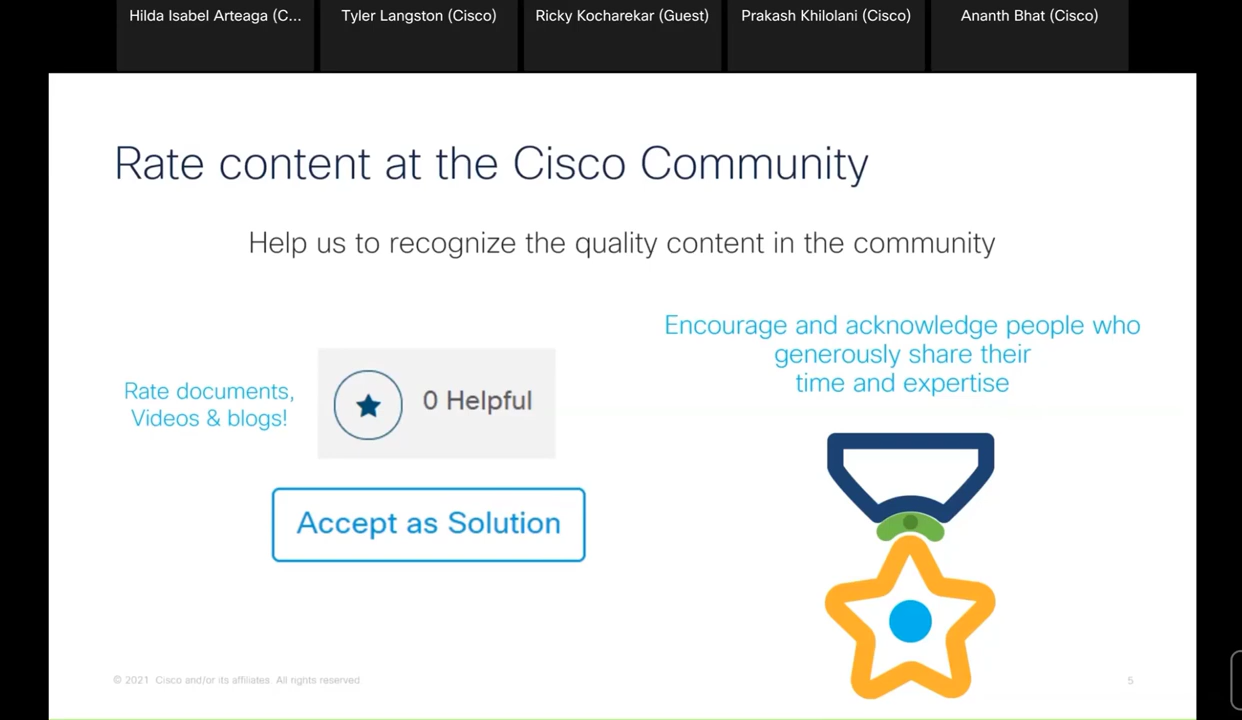 Hilda Isabel Arteaga (C...
Tyler Langston (Cisco)
Ricky Kocharekar (Guest)
Prakash Khilolani (Cisco)
Ananth Bhat (Cisco)
Rate content at the Cisco Community
Help us to recognize the quality content in the community
Rate documents,
Videos & blogs!
0 Helpful
Accept as Solution
Encourage and acknowledge people who
generously share their
time and expertise
© 2021 Cisco and/or its affiliates. All rights reserved
5